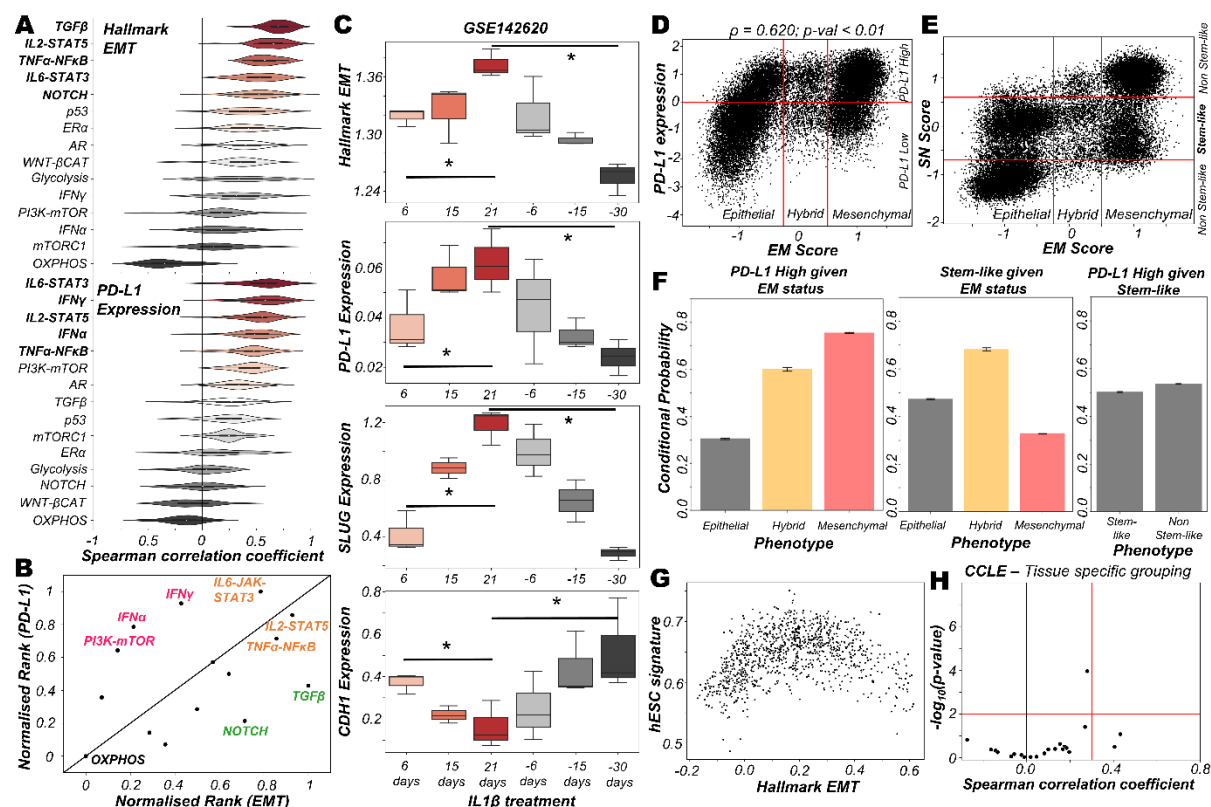 A
Hallmark
EMT
TGFβ
IL2-STAT5
TNFα-NFκB
IL6-STAT3
NOTCH
p53
ERα
AR
WNT-βCAT
Glycolysis
IFNγ
PI3K-mTOR
IFNα
mTORC1
OXPHOS
PD-L1
Expression
IL6-STAT3
IFNγ
IL2-STAT5
IFNα
TNFα-NFκB
PI3K-mTOR
AR
TGFβ
p53
mTORC1
ERα
Glycolysis
NOTCH
WNT-βCAT
OXPHOS
-1 -0.5 0 0.5 1
Spearman correlation coefficient
B
Normalised Rank (PD-L1)
1
0.8
0.6
0.4
0.2
0
IL6-JAK-
STAT3
IFNγ
IFNα
IL2-STAT5
PI3K-mTOR
TNFα-NFκB
TGFβ
NOTCH
OXPHOS
0 0.2 0.4 0.6 0.8 1
Normalised Rank (EMT)
C
GSE142620
Hallmark EMT
1.36
1.30
1.24
*
*
6 15 21 -6 -15 -30
PD-L1 Expression
0.06
0.04
0.02
*
*
6 15 21 -6 -15 -30
SLUG Expression
1.2
0.8
0.4
*
*
6 15 21 -6 -15 -30
CDH1 Expression
0.7
0.5
0.3
0.1
*
*
6 15 21 -6 -15 -30
days days days days days days
IL1β treatment
D
ρ = 0.620; p-val < 0.01
PD-L1 expression
2
1
0
-1
-2
-3
-4
PD-L1 High
PD-L1 Low
Epithelial Hybrid Mesenchymal
-1 0 1
EM Score
E
SN Score
1
0
-1
-2
Non Stem-like
Stem-like
Non Stem-like
Epithelial Hybrid Mesenchymal
-1 0 1
EM Score
F
PD-L1 High given
EM status
Conditional Probability
0.8
0.6
0.4
0.2
0.0
Epithelial Hybrid Mesenchymal
Phenotype
Stem-like given
EM status
0.8
0.6
0.4
0.2
0.0
Epithelial Hybrid Mesenchymal
Phenotype
PD-L1 High given
Stem-like
0.8
0.6
0.4
0.2
0.0
Stem-
like
Non
Stem-like
Phenotype
G
hESC signature
0.7
0.6
0.5
-0.2 0.0 0.2 0.4 0.6
Hallmark EMT
H
CCLE – Tissue specific grouping
-log10(p-value)
8
6
4
2
0
0.0 0.4 0.8
Spearman correlation coefficient